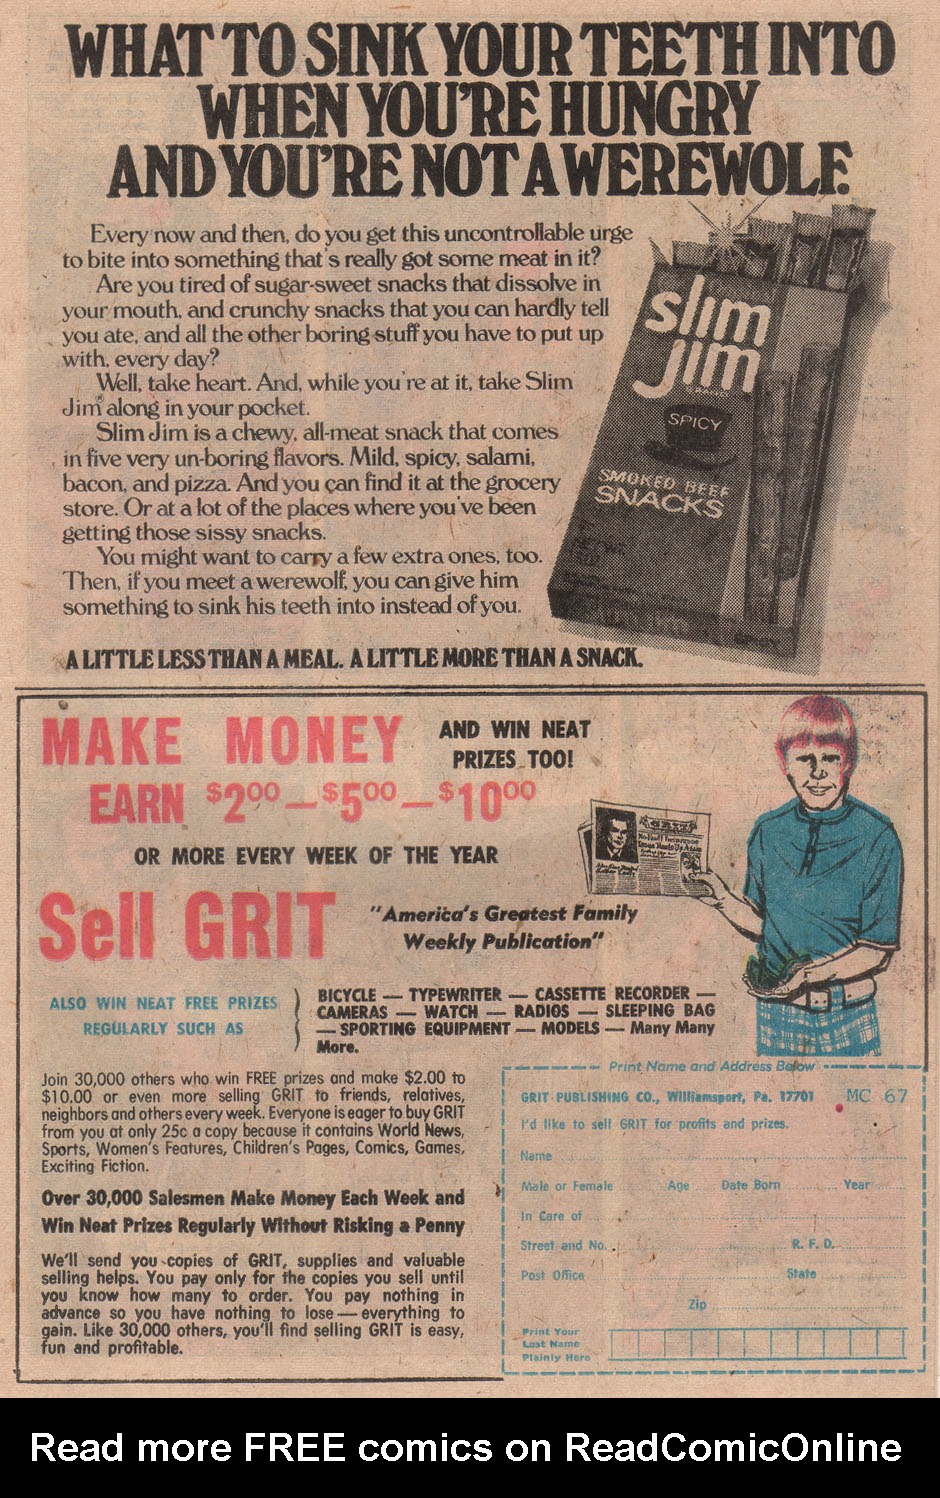 WHAT TO SINK YOUR TEETH INTO
WHEN YOU'RE HUNGRY
AND YOU'RE NOT A WEREWOLF.
Every now and then, do you get this uncontrollable urge
to bite into something that's really got some meat in it?
Are you tired of sugar-sweet snacks that dissolve in
your mouth, and crunchy snacks that you can hardly tell
you ate, and all the other boring stuff you have to put up
with, every day?
Well, take heart. And, while you're at it, take Slim
Jim® along in your pocket.
Slim Jim is a chewy, all-meat snack that comes
in five very un-boring flavors. Mild, spicy, salami,
bacon, and pizza. And you can find it at the grocery
store. Or at a lot of the places where you've been
getting those sissy snacks.
You might want to carry a few extra ones, too.
Then, if you meet a werewolf, you can give him
something to sink his teeth into instead of you.
slim
jim
BRAND
SPICY
SMOKED BEEF
SNACKS
A LITTLE LESS THAN A MEAL. A LITTLE MORE THAN A SNACK.
MAKE MONEY
AND WIN NEAT
PRIZES TOO!
EARN $2.00 — $5.00 — $10.00
OR MORE EVERY WEEK OF THE YEAR
Sell GRIT
"America's Greatest Family
Weekly Publication"
GRIT
ALSO WIN NEAT FREE PRIZES
REGULARLY SUCH AS
BICYCLE — TYPEWRITER — CASSETTE RECORDER —
CAMERAS — WATCH — RADIOS — SLEEPING BAG
— SPORTING EQUIPMENT — MODELS — Many Many
More.
Join 30,000 others who win FREE prizes and make $2.00 to
$10.00 or even more selling GRIT to friends, relatives,
neighbors and others every week. Everyone is eager to buy GRIT
from you at only 25c a copy because it contains World News,
Sports, Women's Features, Children's Pages, Comics, Games,
Exciting Fiction.
Over 30,000 Salesmen Make Money Each Week and
Win Neat Prizes Regularly Without Risking a Penny
We'll send you copies of GRIT, supplies and valuable
selling helps. You pay only for the copies you sell until
you know how many to order. You pay nothing in
advance so you have nothing to lose — everything to
gain. Like 30,000 others, you'll find selling GRIT is easy,
fun and profitable.
Print Name and Address Below
GRIT PUBLISHING CO., Williamsport, Pa. 17701 MC 67
I'd like to sell GRIT for profits and prizes.
Name
Male or Female Age Date Born Year
In Care of
Street and No. R. F. D.
Post Office State
Zip
Print Your
Last Name
Plainly Here
Read more FREE comics on ReadComicOnline